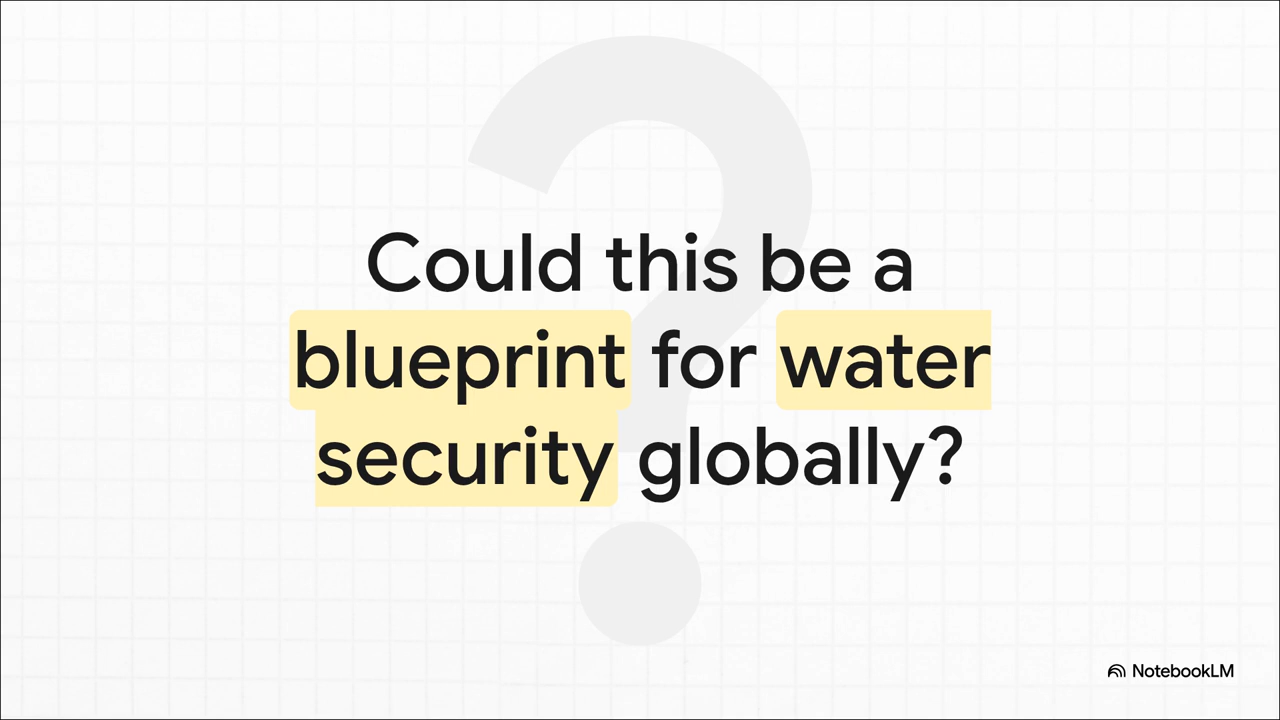 Could this be a
blueprint for water
security globally?
NotebookLM